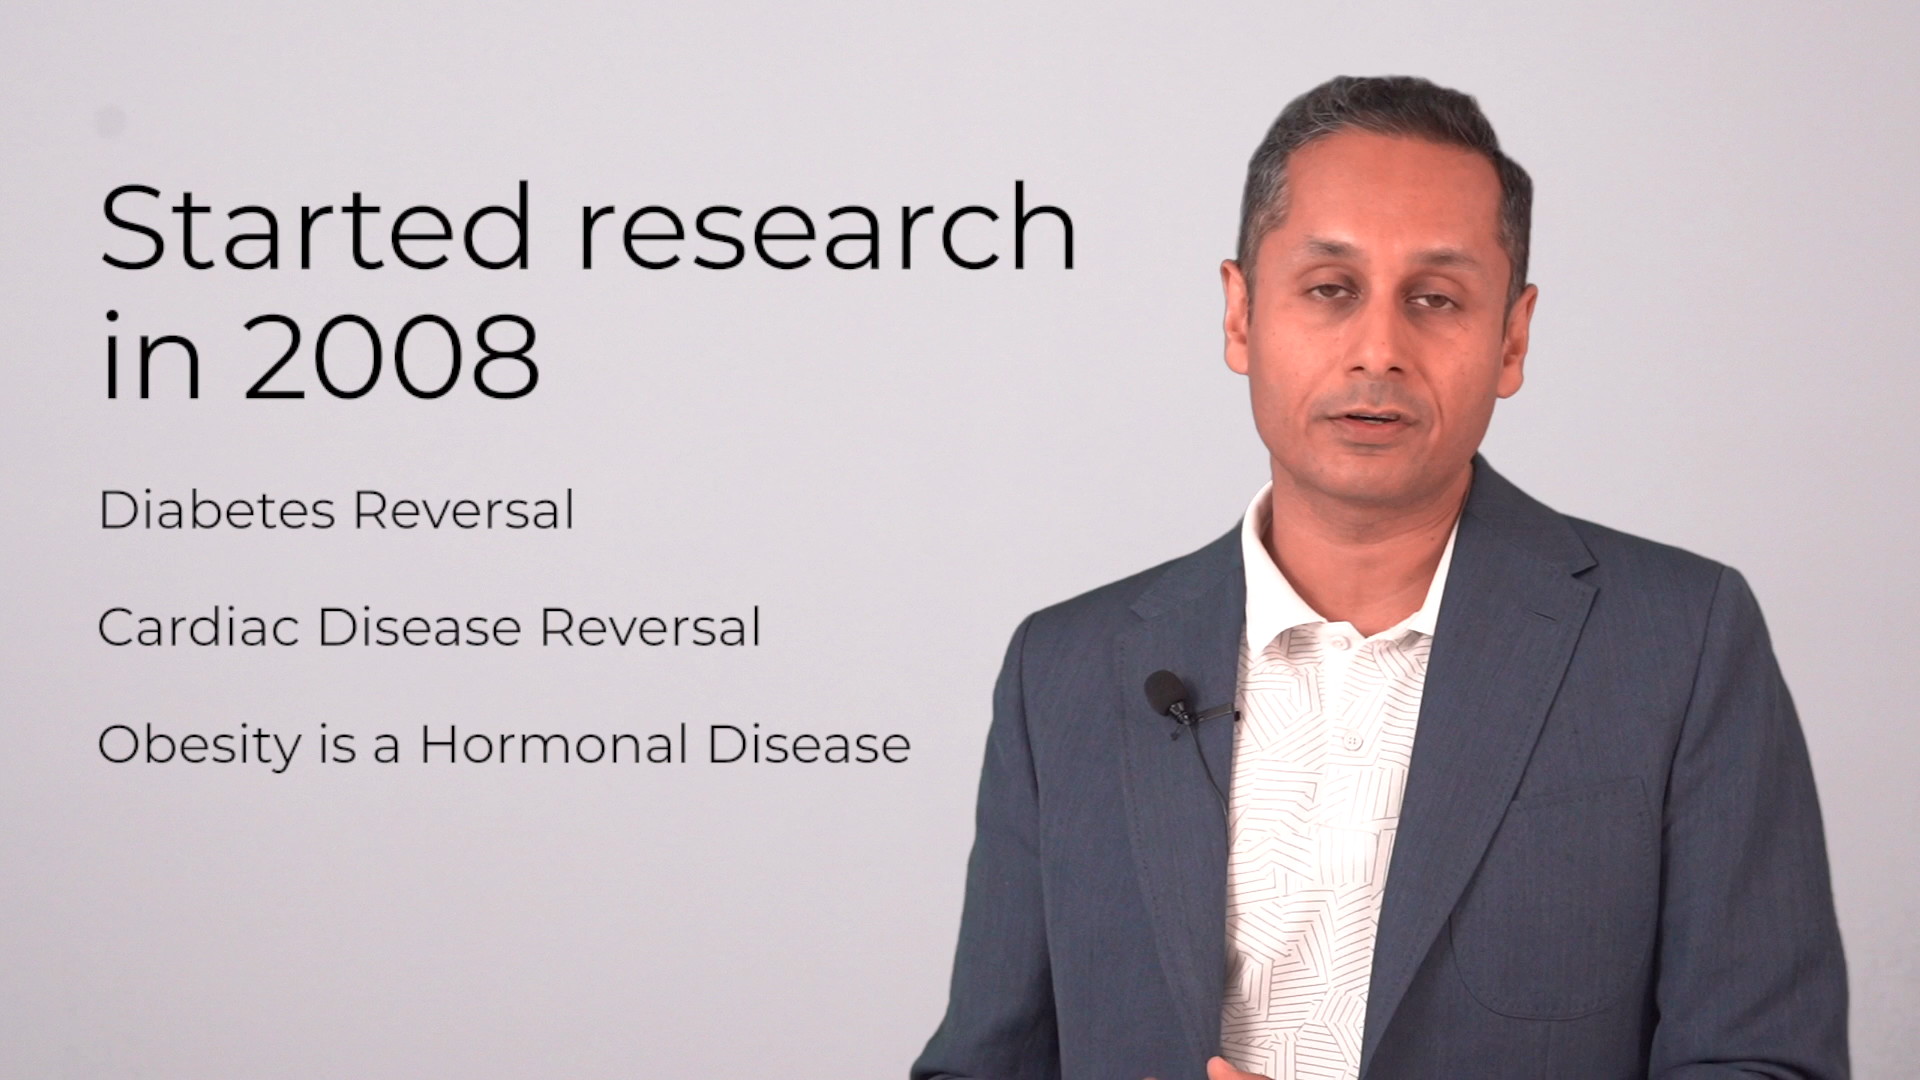 Started research
in 2008
Diabetes Reversal
Cardiac Disease Reversal
Obesity is a Hormonal Disease